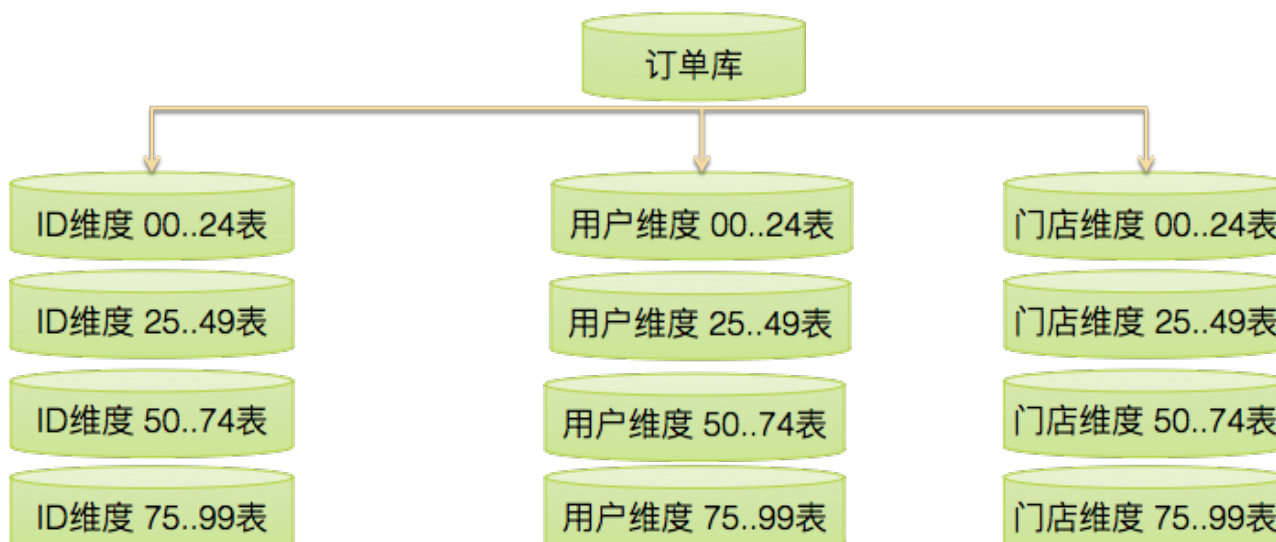 订单库
ID维度 00..24表
用户维度 00..24表
门店维度 00..24表
ID维度 25..49表
用户维度 25..49表
门店维度 25..49表
ID维度 50..74表
用户维度 50..74表
门店维度 50..74表
ID维度 75..99表
用户维度 75..99表
门店维度 75..99表